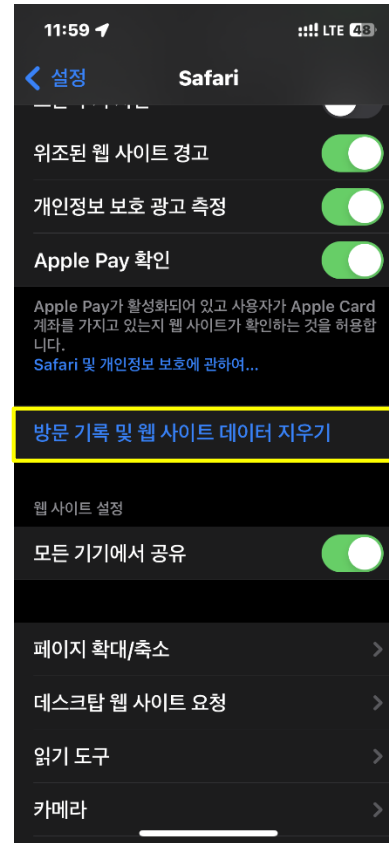 11:59
LTE 48
설정
Safari
위조된 웹 사이트 경고
개인정보 보호 광고 측정
Apple Pay 확인
Apple Pay가 활성화되어 있고 사용자가 Apple Card
계좌를 가지고 있는지 웹 사이트가 확인하는 것을 허용합
니다.
Safari 및 개인정보 보호에 관하여...
방문 기록 및 웹 사이트 데이터 지우기
웹 사이트 설정
모든 기기에서 공유
페이지 확대/축소
데스크탑 웹 사이트 요청
읽기 도구
카메라